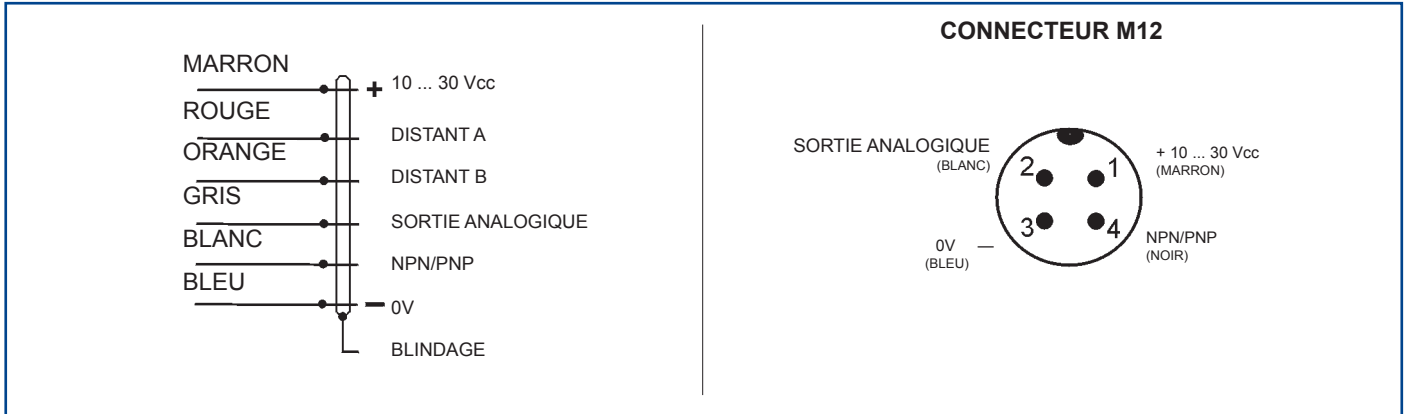 MARRON
+ 10 ... 30 Vcc
ROUGE
DISTANT A
ORANGE
DISTANT B
GRIS
SORTIE ANALOGIQUE
BLANC
NPN/PNP
BLEU
— 0V
BLINDAGE
CONNECTEUR M12
SORTIE ANALOGIQUE
(BLANC)
+ 10 ... 30 Vcc
(MARRON)
2 1
3 4
0V —
(BLEU)
NPN/PNP
(NOIR)